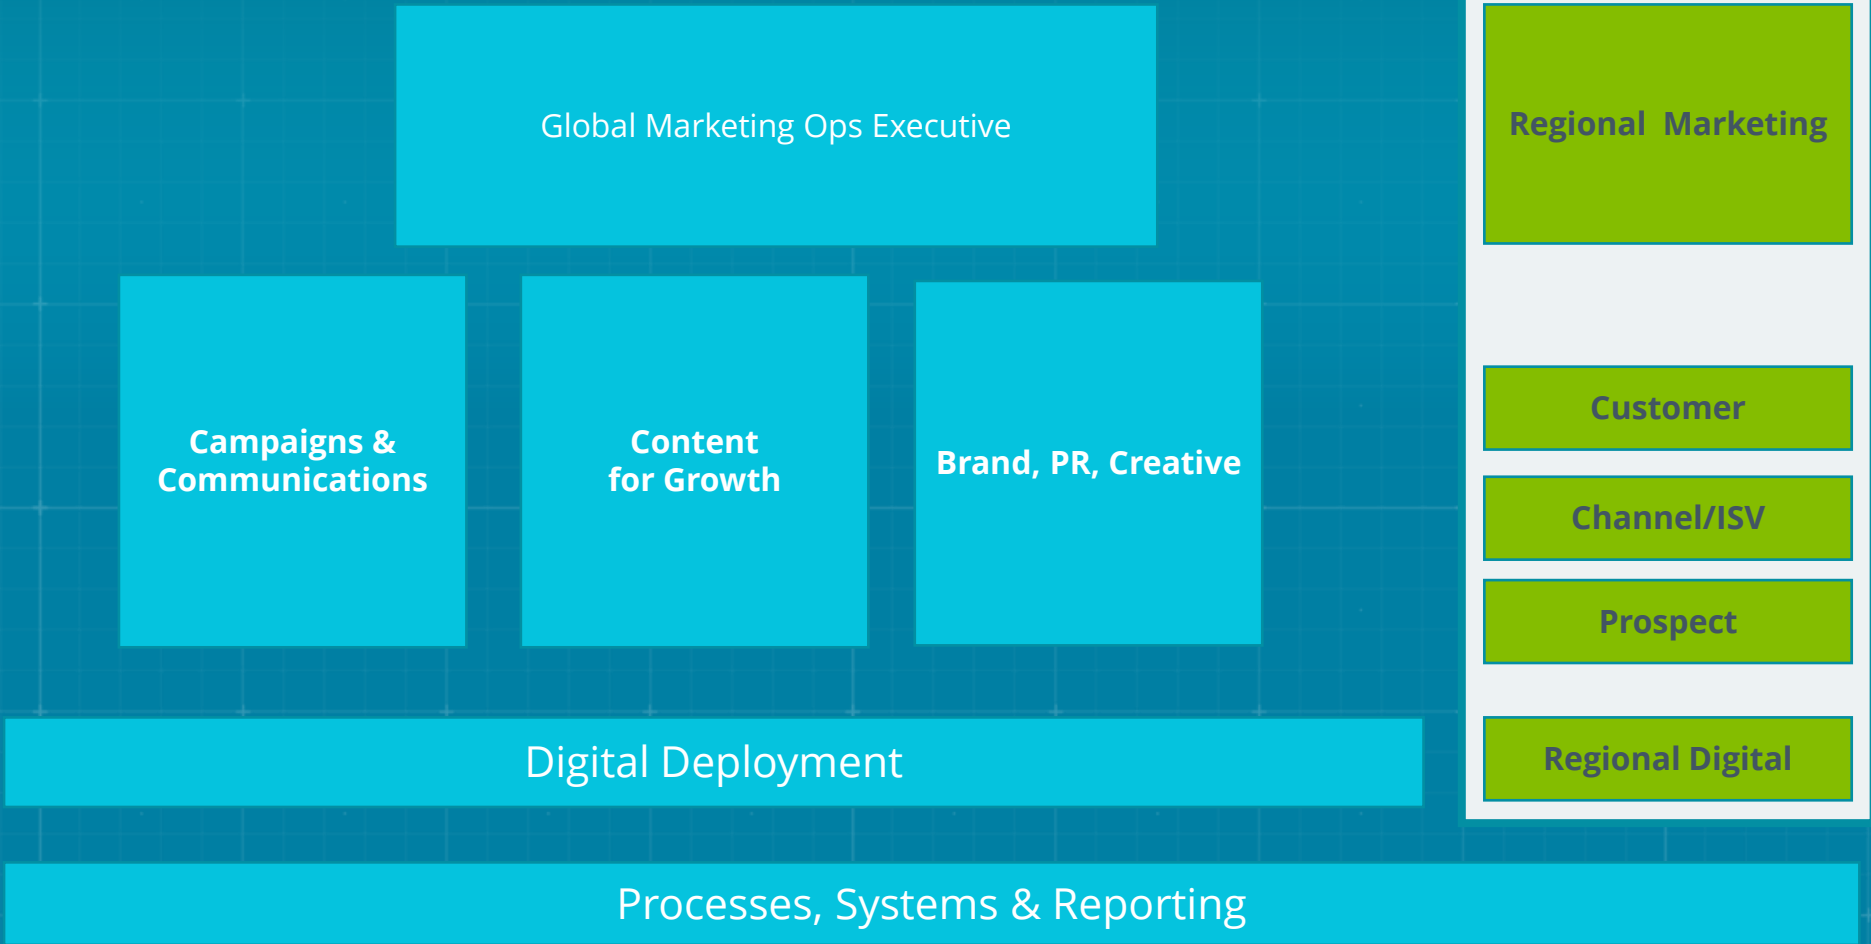 Global Marketing Ops Executive
Regional  Marketing
Campaigns &
Communications
Content
for Growth
Brand, PR, Creative
Customer
Channel/ISV
Prospect
Digital Deployment
Regional Digital
Processes, Systems & Reporting